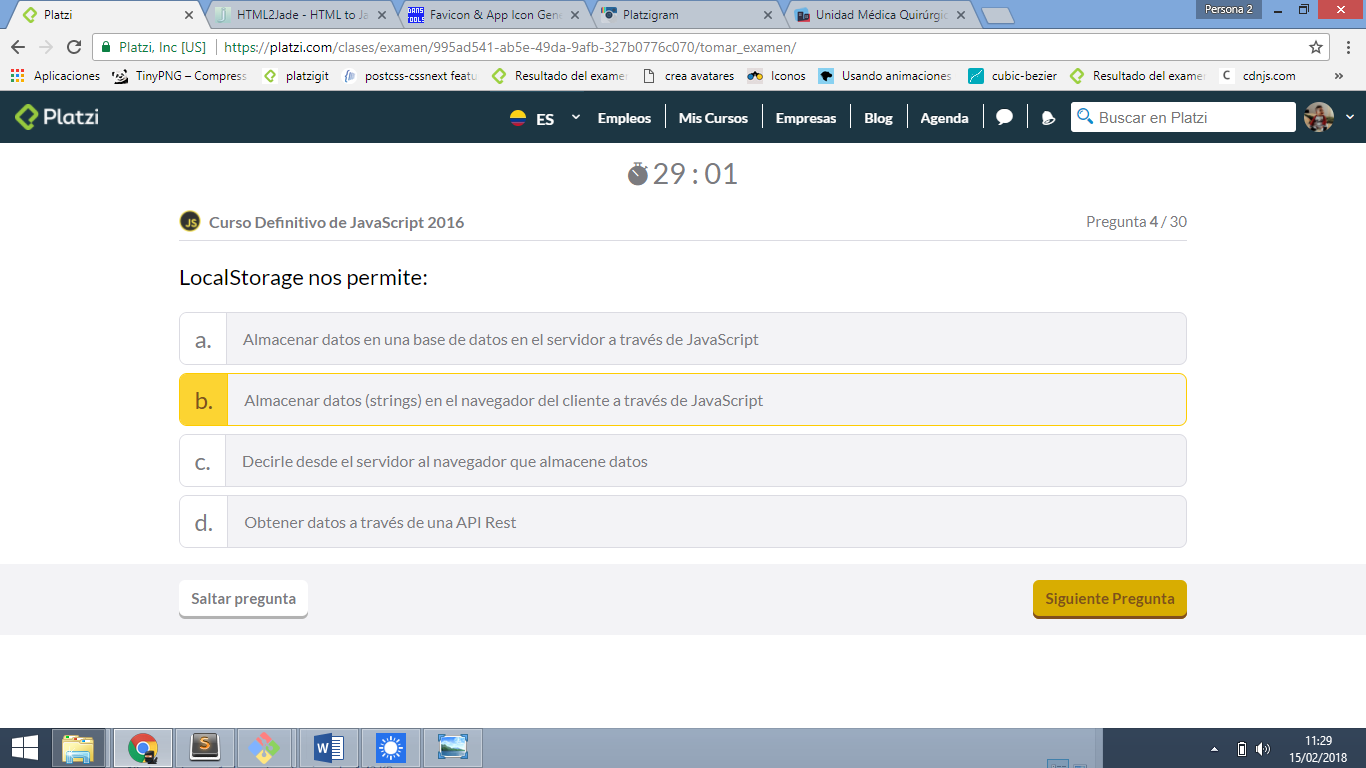 Platzi
HTML2Jade - HTML to Ja
Favicon & App Icon Gene
Platzigram
Unidad Médica Quirúrgic
Persona 2
Platzi, Inc [US]
https://platzi.com/clases/examen/995ad541-ab5e-49da-9afb-327b0776c070/tomar_examen/
Aplicaciones
TinyPNG – Compress
platzigit
postcss-cssnext featu
Resultado del examen
crea avatares
Iconos
Usando animaciones
cubic-bezier
Resultado del examen
C
cdnjs.com
»
Platzi
ES
Empleos
Mis Cursos
Empresas
Blog
Agenda
Buscar en Platzi
29 : 01
JS
Curso Definitivo de JavaScript 2016
Pregunta 4 / 30
LocalStorage nos permite:
a. Almacenar datos en una base de datos en el servidor a través de JavaScript
b. Almacenar datos (strings) en el navegador del cliente a través de JavaScript
c. Decirle desde el servidor al navegador que almacene datos
d. Obtener datos a través de una API Rest
Saltar pregunta
Siguiente Pregunta
11:29
15/02/2018